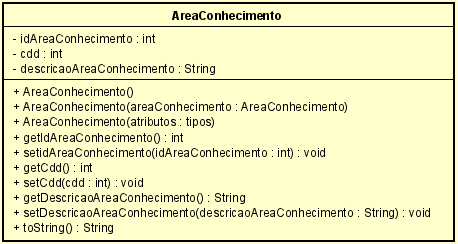 AreaConhecimento
- idAreaConhecimento : int
- cdd : int
- descricaoAreaConhecimento : String
+ AreaConhecimento()
+ AreaConhecimento(areaConhecimento : AreaConhecimento)
+ AreaConhecimento(atributos : tipos)
+ getIdAreaConhecimento() : int
+ setidAreaConhecimento(idAreaConhecimento : int) : void
+ getCdd() : int
+ setCdd(cdd : int) : void
+ getDescricaoAreaConhecimento() : String
+ setDescricaoAreaConhecimento(descricaoAreaConhecimento : String) : void
+ toString() : String